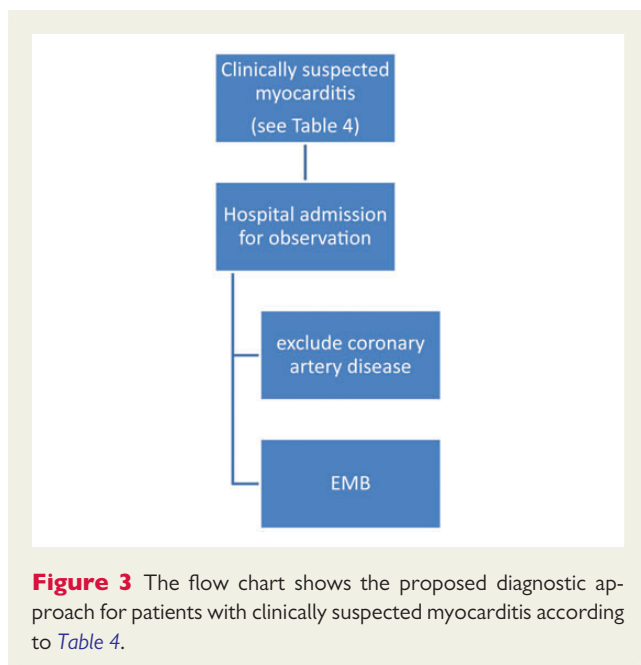 Clinically suspected
myocarditis
(see Table 4)
Hospital admission
for observation
exclude coronary
artery disease
EMB
Figure 3 The flow chart shows the proposed diagnostic ap-
proach for patients with clinically suspected myocarditis according
to Table 4.